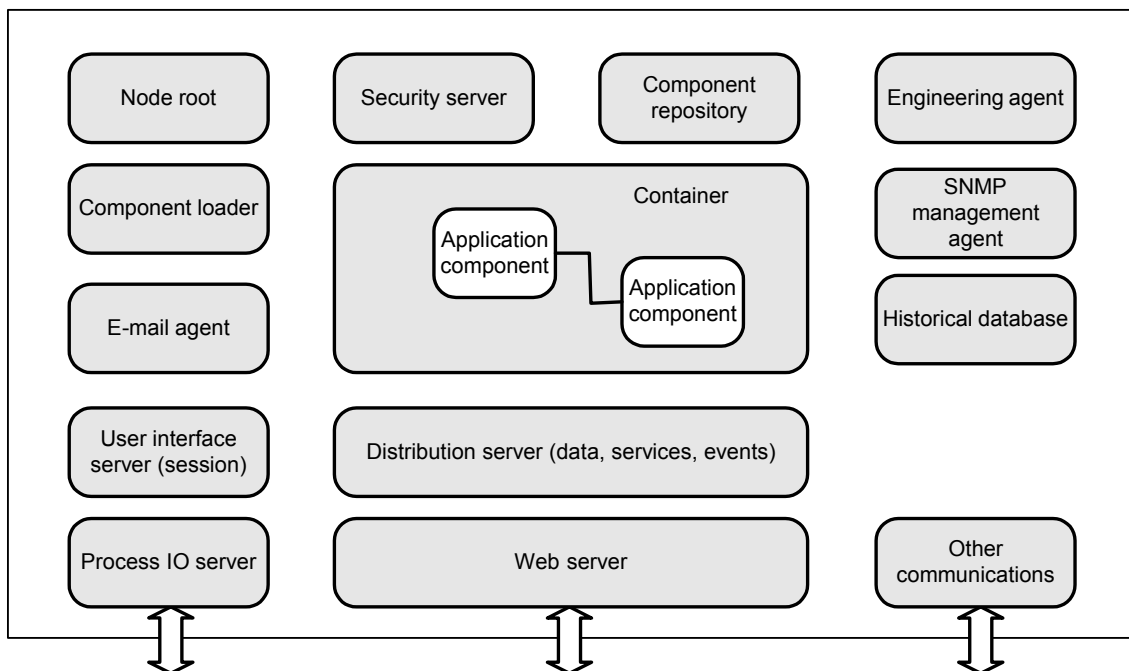 Node root
Security server
Component
repository
Engineering agent
Component loader
Container
SNMP
management
agent
Application
component
Application
component
E-mail agent
Historical database
User interface
server (session)
Distribution server (data, services, events)
Process IO server
Web server
Other
communications